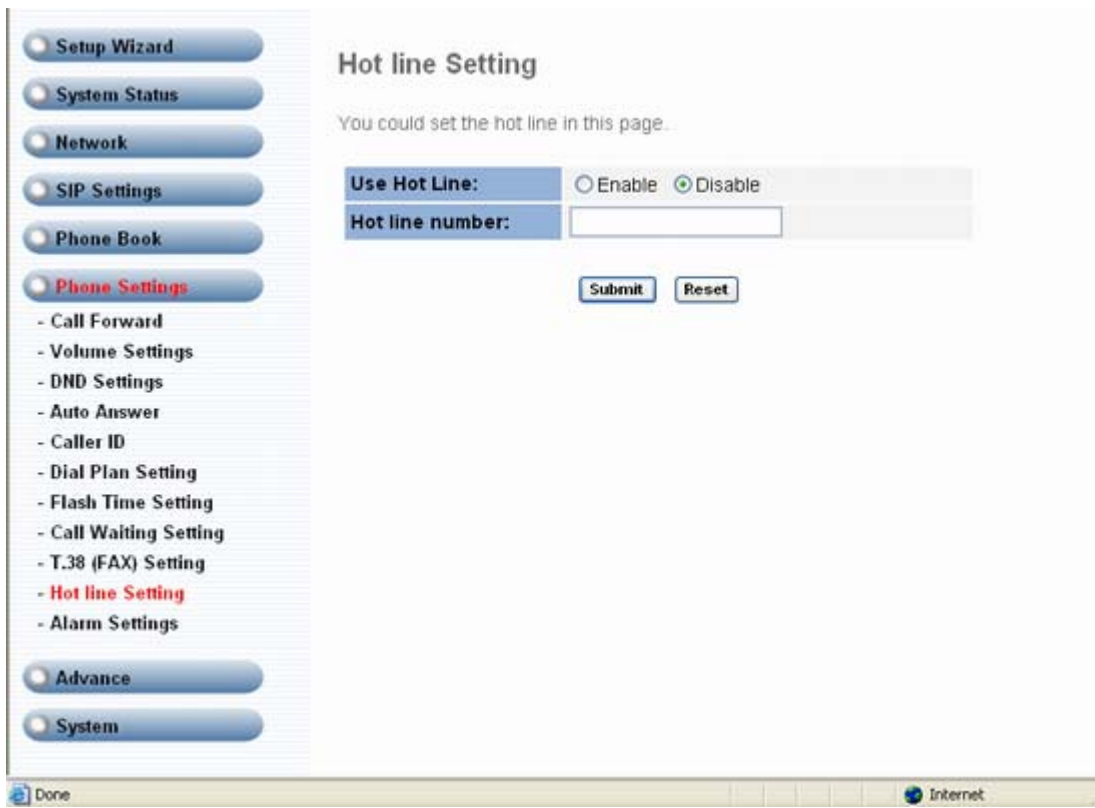 Setup Wizard
System Status
Network
SIP Settings
Phone Book
Phone Settings
- Call Forward
- Volume Settings
- DND Settings
- Auto Answer
- Caller ID
- Dial Plan Setting
- Flash Time Setting
- Call Waiting Setting
- T.38 (FAX) Setting
- Hot line Setting
- Alarm Settings
Advance
System
Hot line Setting
You could set the hot line in this page.
Use Hot Line: Enable Disable
Hot line number:
Submit Reset
Done Internet